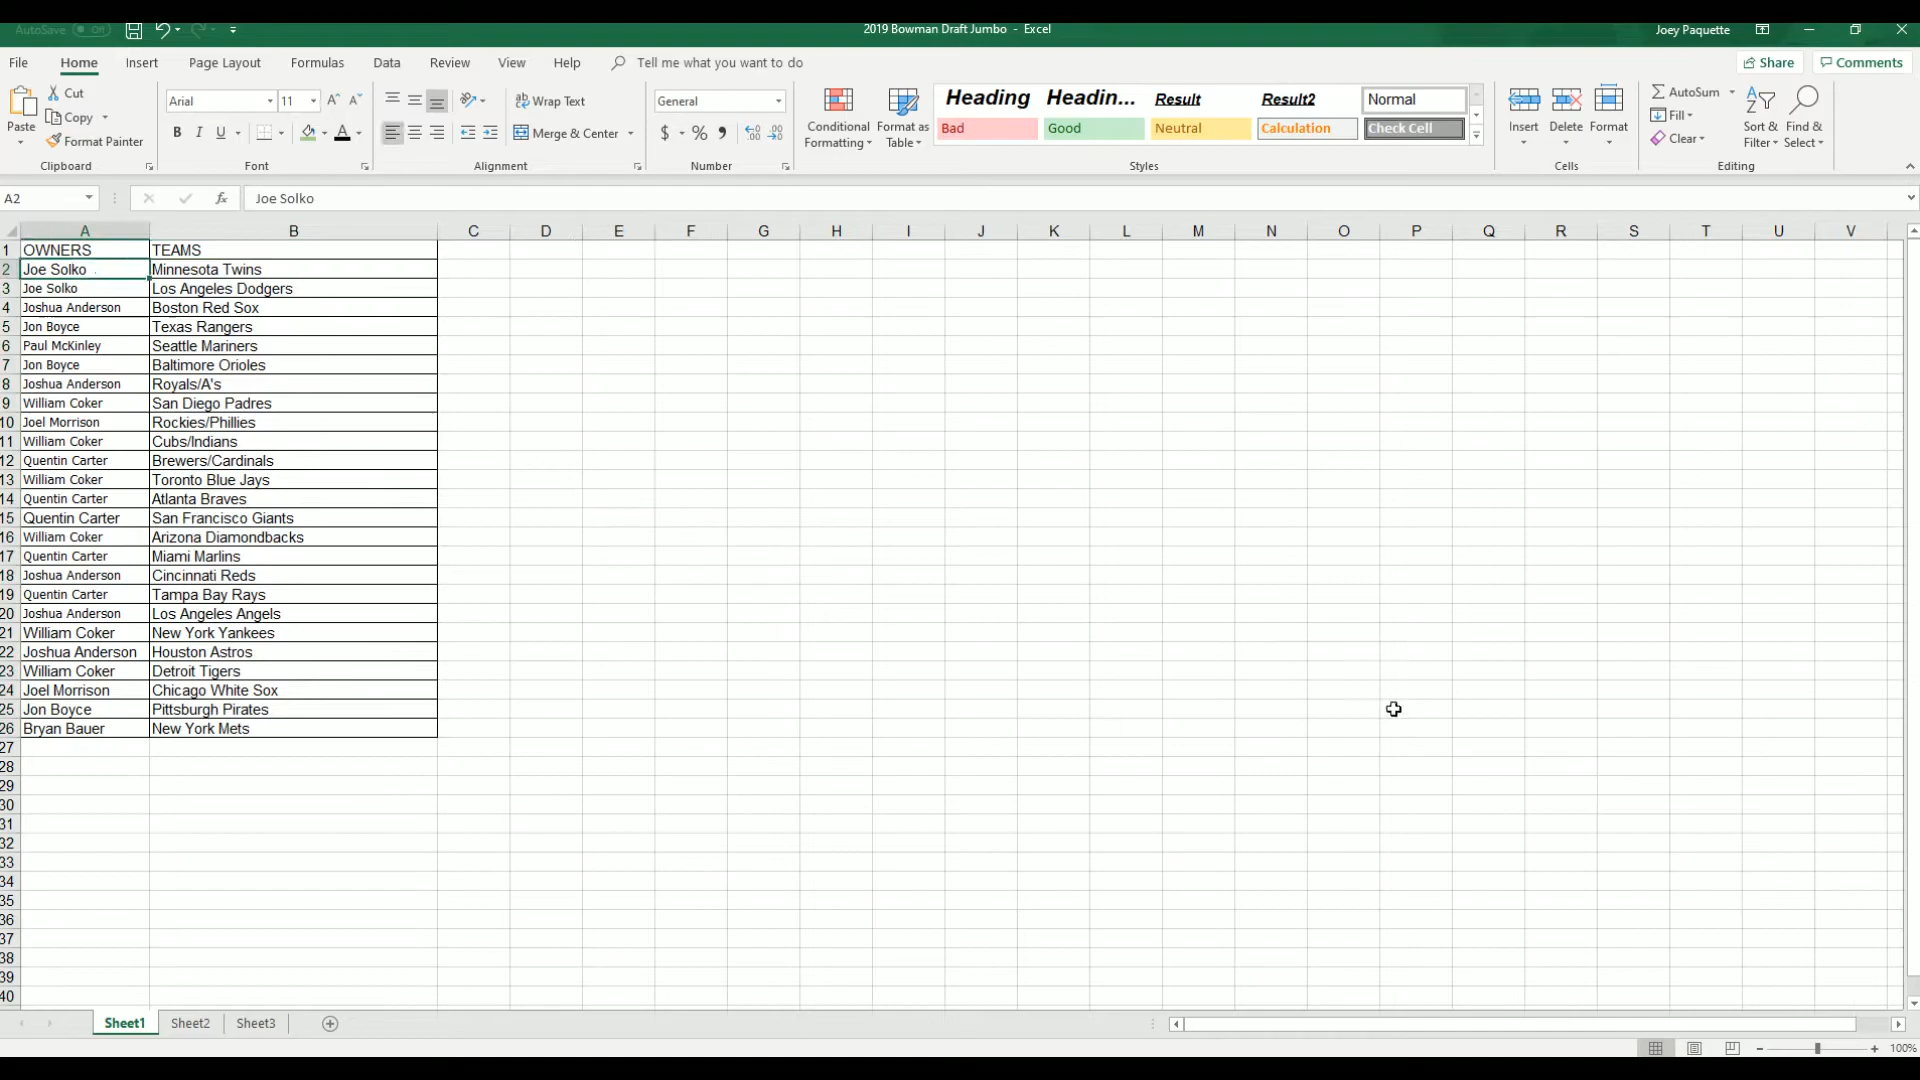 AutoSave Off 2019 Bowman Draft Jumbo - Excel Joey Paquette
File Home Insert Page Layout Formulas Data Review View Help Tell me what you want to do Share Comments
Paste Cut Copy Format Painter Clipboard
Arial 11 B I U A Font
Wrap Text Merge & Center Alignment
General $ % Number
Conditional Formatting Format as Table
Heading Headin... Result Result2 Normal
Bad Good Neutral Calculation Check Cell
Styles
Insert Delete Format Cells
AutoSum Fill Clear Sort & Filter Find & Select Editing
A2 fx Joe Solko
A B C D E F G H I J K L M N O P Q R S T U V
1 OWNERS TEAMS
2 Joe Solko Minnesota Twins
3 Joe Solko Los Angeles Dodgers
4 Joshua Anderson Boston Red Sox
5 Jon Boyce Texas Rangers
6 Paul McKinley Seattle Mariners
7 Jon Boyce Baltimore Orioles
8 Joshua Anderson Royals/A's
9 William Coker San Diego Padres
10 Joel Morrison Rockies/Phillies
11 William Coker Cubs/Indians
12 Quentin Carter Brewers/Cardinals
13 William Coker Toronto Blue Jays
14 Quentin Carter Atlanta Braves
15 Quentin Carter San Francisco Giants
16 William Coker Arizona Diamondbacks
17 Quentin Carter Miami Marlins
18 Joshua Anderson Cincinnati Reds
19 Quentin Carter Tampa Bay Rays
20 Joshua Anderson Los Angeles Angels
21 William Coker New York Yankees
22 Joshua Anderson Houston Astros
23 William Coker Detroit Tigers
24 Joel Morrison Chicago White Sox
25 Jon Boyce Pittsburgh Pirates
26 Bryan Bauer New York Mets
27
28
29
30
31
32
33
34
35
36
37
38
39
40
Sheet1 Sheet2 Sheet3
100%